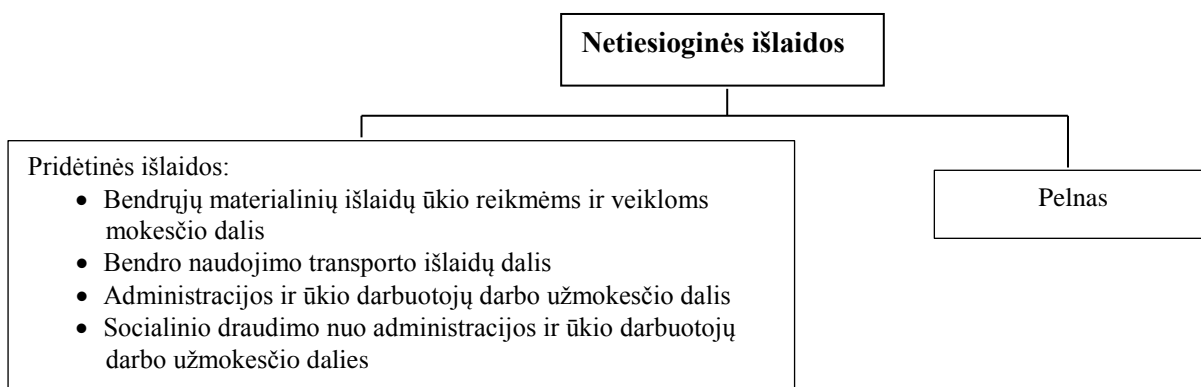 Netiesioginės išlaidos
Pridėtinės išlaidos:
• Bendrųjų materialinių išlaidų ūkio reikmėms ir veikloms
mokesčio dalis
• Bendro naudojimo transporto išlaidų dalis
• Administracijos ir ūkio darbuotojų darbo užmokesčio dalis
• Socialinio draudimo nuo administracijos ir ūkio darbuotojų
darbo užmokesčio dalies
Pelnas